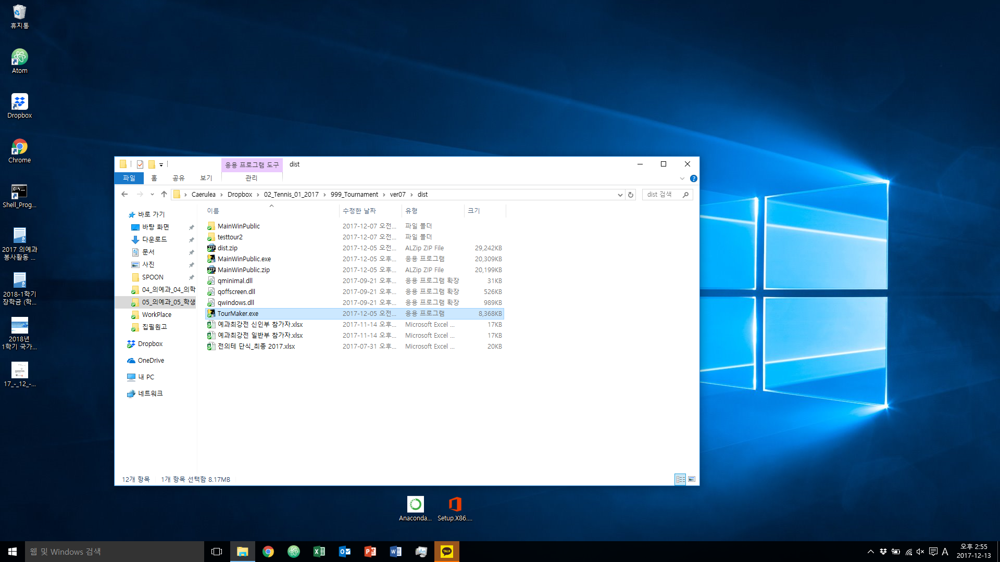 휴지통
Atom
Dropbox
Chrome
Shell_Prog...
2017 의예과
봉사활동 ...
2018-1학기
장학금 (학...
2018년
1학기 국가...
17_-_12_-...
응용 프로그램 도구
dist
파일
홈
공유
보기
관리
Caerulea
Dropbox
02_Tennis_01_2017
999_Tournament
ver07
dist
dist 검색
바로 가기
바탕 화면
다운로드
문서
사진
SPOON
04_의예과_04_의학
05_의예과_05_학생
WorkPlace
집필원고
Dropbox
OneDrive
내 PC
네트워크
이름 수정한 날짜 유형 크기
MainWinPublic 2017-12-07 오전... 파일 폴더
testtour2 2017-12-07 오전... 파일 폴더
dist.zip 2017-12-05 오전... ALZip ZIP File 29,242KB
MainWinPublic.exe 2017-12-05 오후... 응용 프로그램 20,309KB
MainWinPublic.zip 2017-12-05 오후... ALZip ZIP File 20,199KB
qminimal.dll 2017-09-21 오후... 응용 프로그램 확장 31KB
qoffscreen.dll 2017-09-21 오후... 응용 프로그램 확장 526KB
qwindows.dll 2017-09-21 오후... 응용 프로그램 확장 989KB
TourMaker.exe 2017-12-05 오전... 응용 프로그램 8,368KB
예과최강전 신인부 참가자.xlsx 2017-11-14 오후... Microsoft Excel ... 17KB
예과최강전 일반부 참가자.xlsx 2017-11-14 오후... Microsoft Excel ... 17KB
전의테 단식_최종 2017.xlsx 2017-07-31 오후... Microsoft Excel ... 20KB
12개 항목 1개 항목 선택함 8.17MB
Anaconda...
Setup.X86....
웹 및 Windows 검색
TALK
A
오후 2:55
2017-12-13